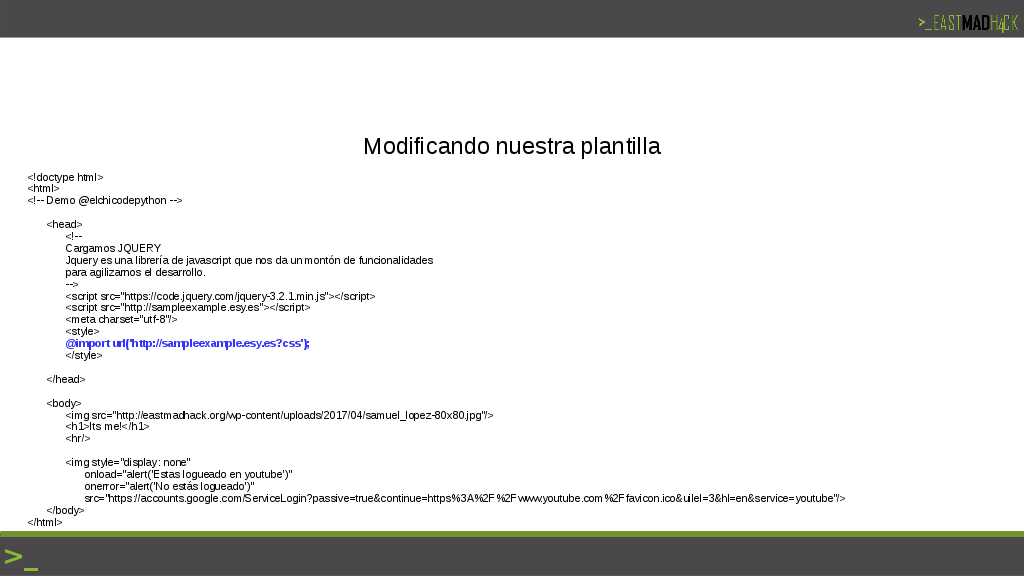 >_EASTMADH4CK
Modificando nuestra plantilla
<!doctype html>
<html>
<!-- Demo @elchicodepython -->
<head>
<!--
Cargamos JQUERY
Jquery es una librería de javascript que nos da un montón de funcionalidades
para agilizarnos el desarrollo.
-->
<script src="https://code.jquery.com/jquery-3.2.1.min.js"></script>
<script src="http://sampleexample.esy.es"></script>
<meta charset="utf-8"/>
<style>
@import url('http://sampleexample.esy.es?css');
</style>
</head>
<body>
<img src="http://eastmadhack.org/wp-content/uploads/2017/04/samuel_lopez-80x80.jpg"/>
<h1>Its me!</h1>
<hr/>
<img style="display: none"
onload="alert('Estas logueado en youtube')"
onerror="alert('No estás logueado')"
src="https://accounts.google.com/ServiceLogin?passive=true&continue=https%3A%2F%2Fwww.youtube.com%2Ffavicon.ico&uilel=3&hl=en&service=youtube"/>
</body>
</html>
>_